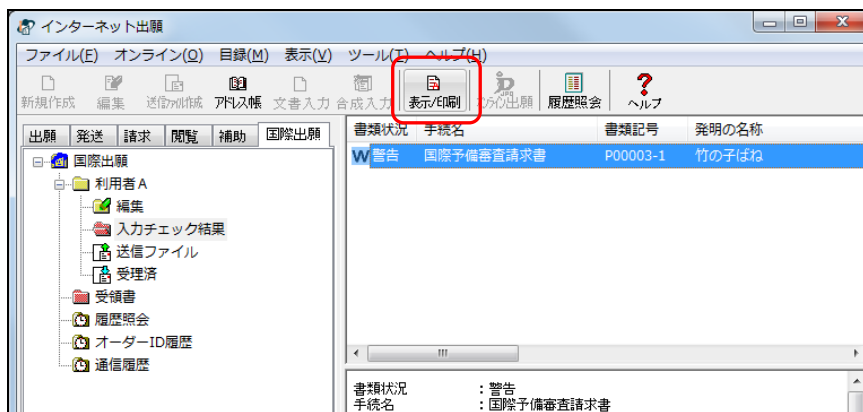 インターネット出願
ファイル(F) オンライン(O) 目録(M) 表示(V) ツール(T) ヘルプ(H)
新規作成 編集 送信ファイル作成 アドレス帳 文書入力 合成入力 表示/印刷 オンライン出願 履歴照会 ヘルプ
出願 発送 請求 閲覧 補助 国際出願
書類状況 手続名 書類記号 発明の名称
W警告 国際予備審査請求書 P00003-1 竹の子ばね
国際出願
利用者A
編集
入力チェック結果
送信ファイル
受理済
受領書
履歴照会
オーダーID履歴
通信履歴
書類状況 :警告
手続名 :国際予備審査請求書